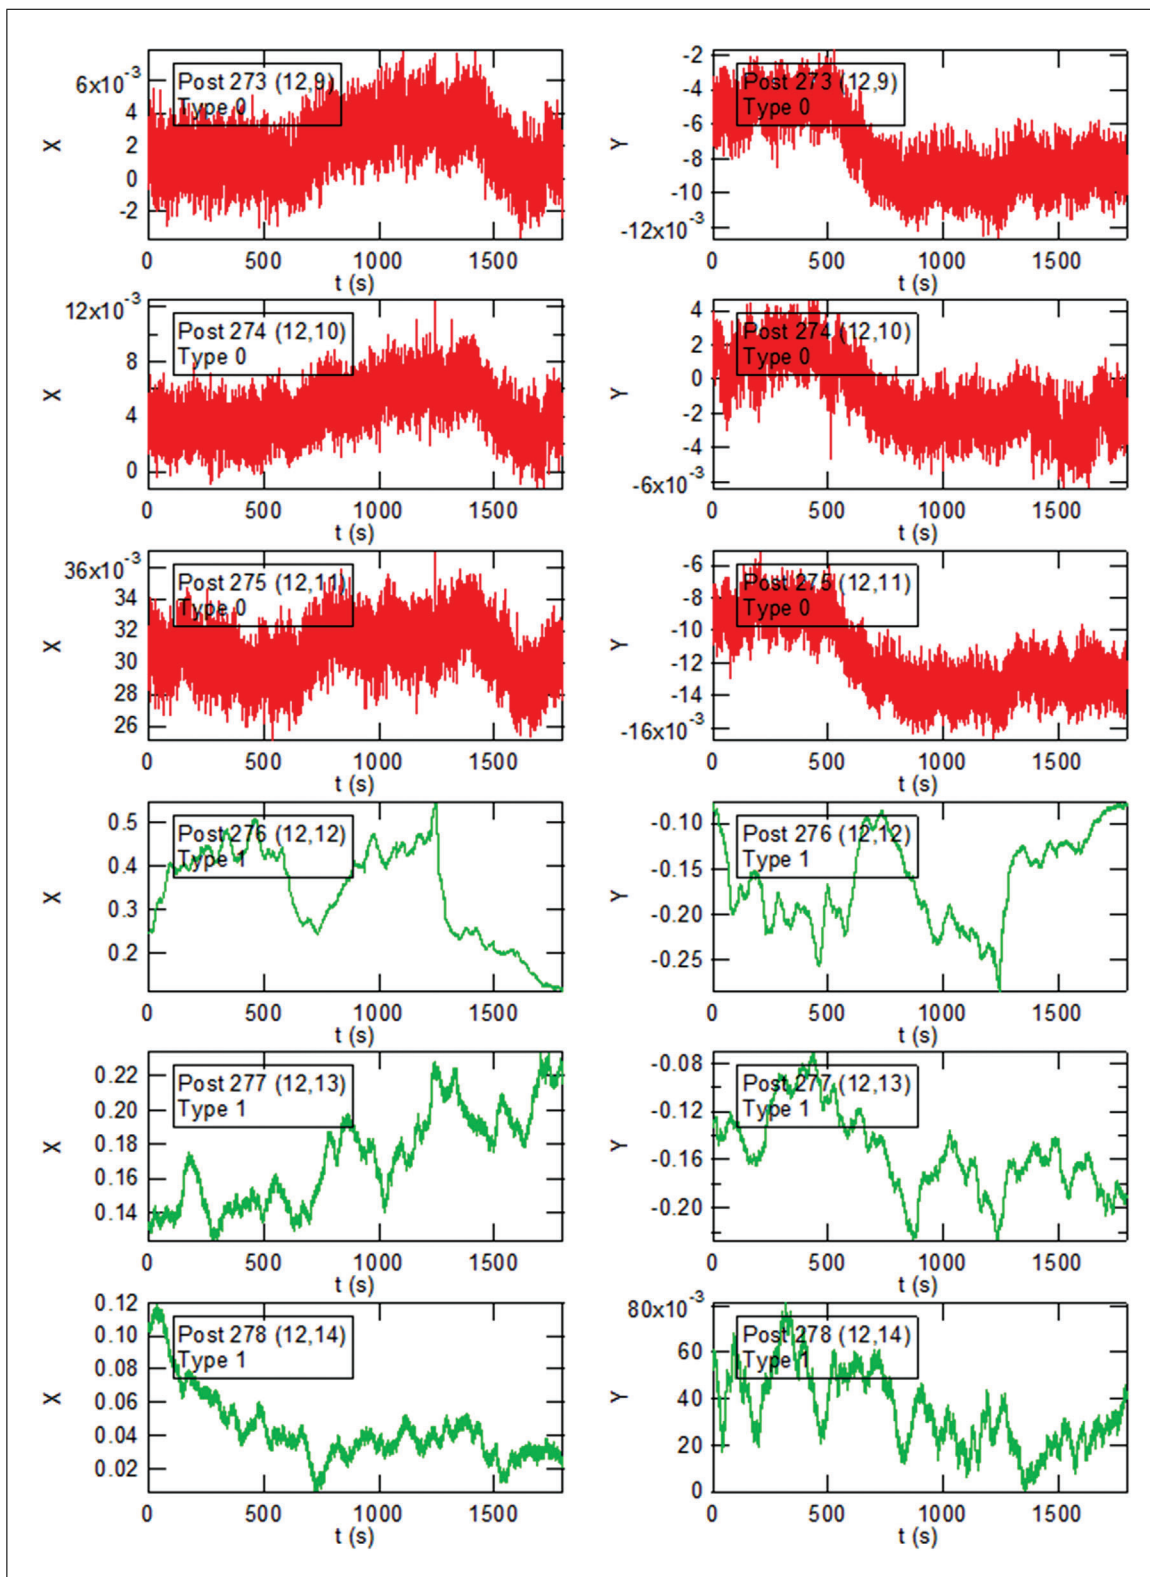 6x10⁻³
4
2
0
-2
X
Post 273 (12,9)
Type 0
0 500 1000 1500
t (s)
-2
-4
-6
-8
-10
-12x10⁻³
Y
Post 273 (12,9)
Type 0
0 500 1000 1500
t (s)
12x10⁻³
8
4
0
X
Post 274 (12,10)
Type 0
0 500 1000 1500
t (s)
4
2
0
-2
-4
-6x10⁻³
Y
Post 274 (12,10)
Type 0
0 500 1000 1500
t (s)
36x10⁻³
34
32
30
28
26
X
Post 275 (12,11)
Type 0
0 500 1000 1500
t (s)
-6
-8
-10
-12
-14
-16x10⁻³
Y
Post 275 (12,11)
Type 0
0 500 1000 1500
t (s)
0.5
0.4
0.3
0.2
X
Post 276 (12,12)
Type 1
0 500 1000 1500
t (s)
-0.10
-0.15
-0.20
-0.25
Y
Post 276 (12,12)
Type 1
0 500 1000 1500
t (s)
0.22
0.20
0.18
0.16
0.14
X
Post 277 (12,13)
Type 1
0 500 1000 1500
t (s)
-0.08
-0.12
-0.16
-0.20
Y
Post 277 (12,13)
Type 1
0 500 1000 1500
t (s)
0.12
0.10
0.08
0.06
0.04
0.02
X
Post 278 (12,14)
Type 1
0 500 1000 1500
t (s)
80x10⁻³
60
40
20
0
Y
Post 278 (12,14)
Type 1
0 500 1000 1500
t (s)